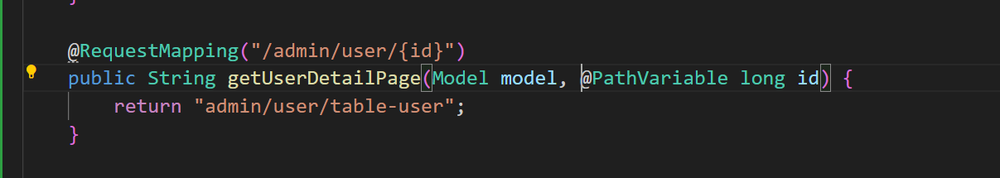 }
@RequestMapping("/admin/user/{id}")
public String getUserDetailPage(Model model, @PathVariable long id) {
    return "admin/user/table-user";
}